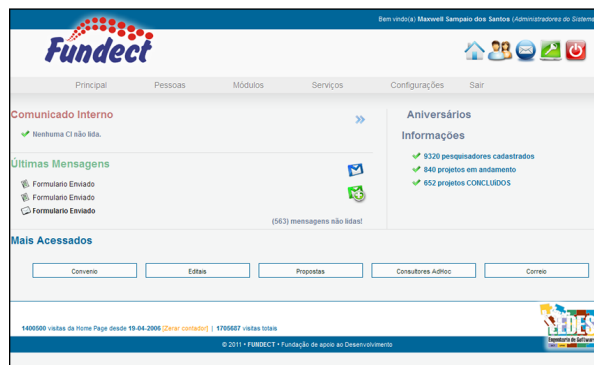 Bem vindo(a) Maxwell Sampaio dos Santos (Administradores do Sistema
Fundect
Principal Pessoas Módulos Serviços Configurações Sair
Comunicado Interno
Nenhuma CI não lida.
Aniversários
Informações
9320 pesquisadores cadastrados
840 projetos em andamento
652 projetos CONCLUíDOS
Últimas Mensagens
Formulario Enviado
Formulario Enviado
Formulario Enviado
(563) mensagens não lidas!
Mais Acessados
Convenio Editais Propostas Consultores AdHoc Correio
1400500 visitas da Home Page desde 19-04-2006 [Zerar contador] | 1705687 visitas totais
LEDES
Engenharia de Software
© 2011 • FUNDECT • Fundação de apoio ao Desenvolvimento